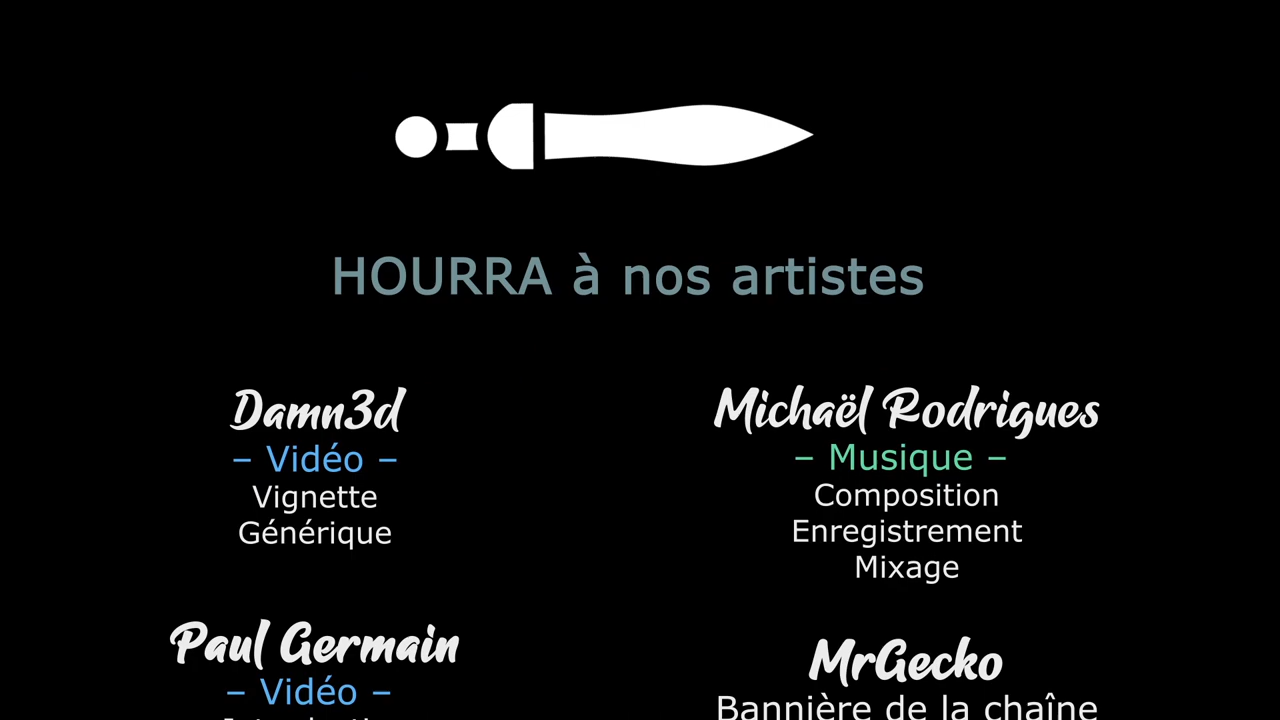 HOURRA à nos artistes
Damn3d
– Vidéo –
Vignette
Générique
Michaël Rodrigues
– Musique –
Composition
Enregistrement
Mixage
Paul Germain
– Vidéo –
MrGecko
Bannière de la chaîne